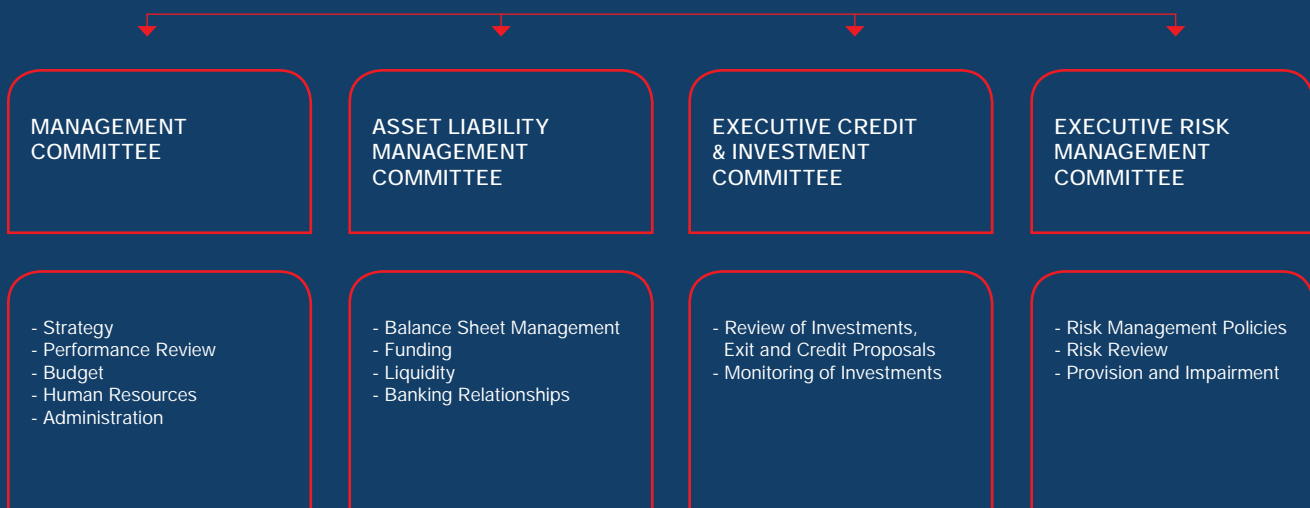 MANAGEMENT
COMMITTEE
ASSET LIABILITY
MANAGEMENT
COMMITTEE
EXECUTIVE CREDIT
& INVESTMENT
COMMITTEE
EXECUTIVE RISK
MANAGEMENT
COMMITTEE
- Strategy
- Performance Review
- Budget
- Human Resources
- Administration
- Balance Sheet Management
- Funding
- Liquidity
- Banking Relationships
- Review of Investments,
Exit and Credit Proposals
- Monitoring of Investments
- Risk Management Policies
- Risk Review
- Provision and Impairment